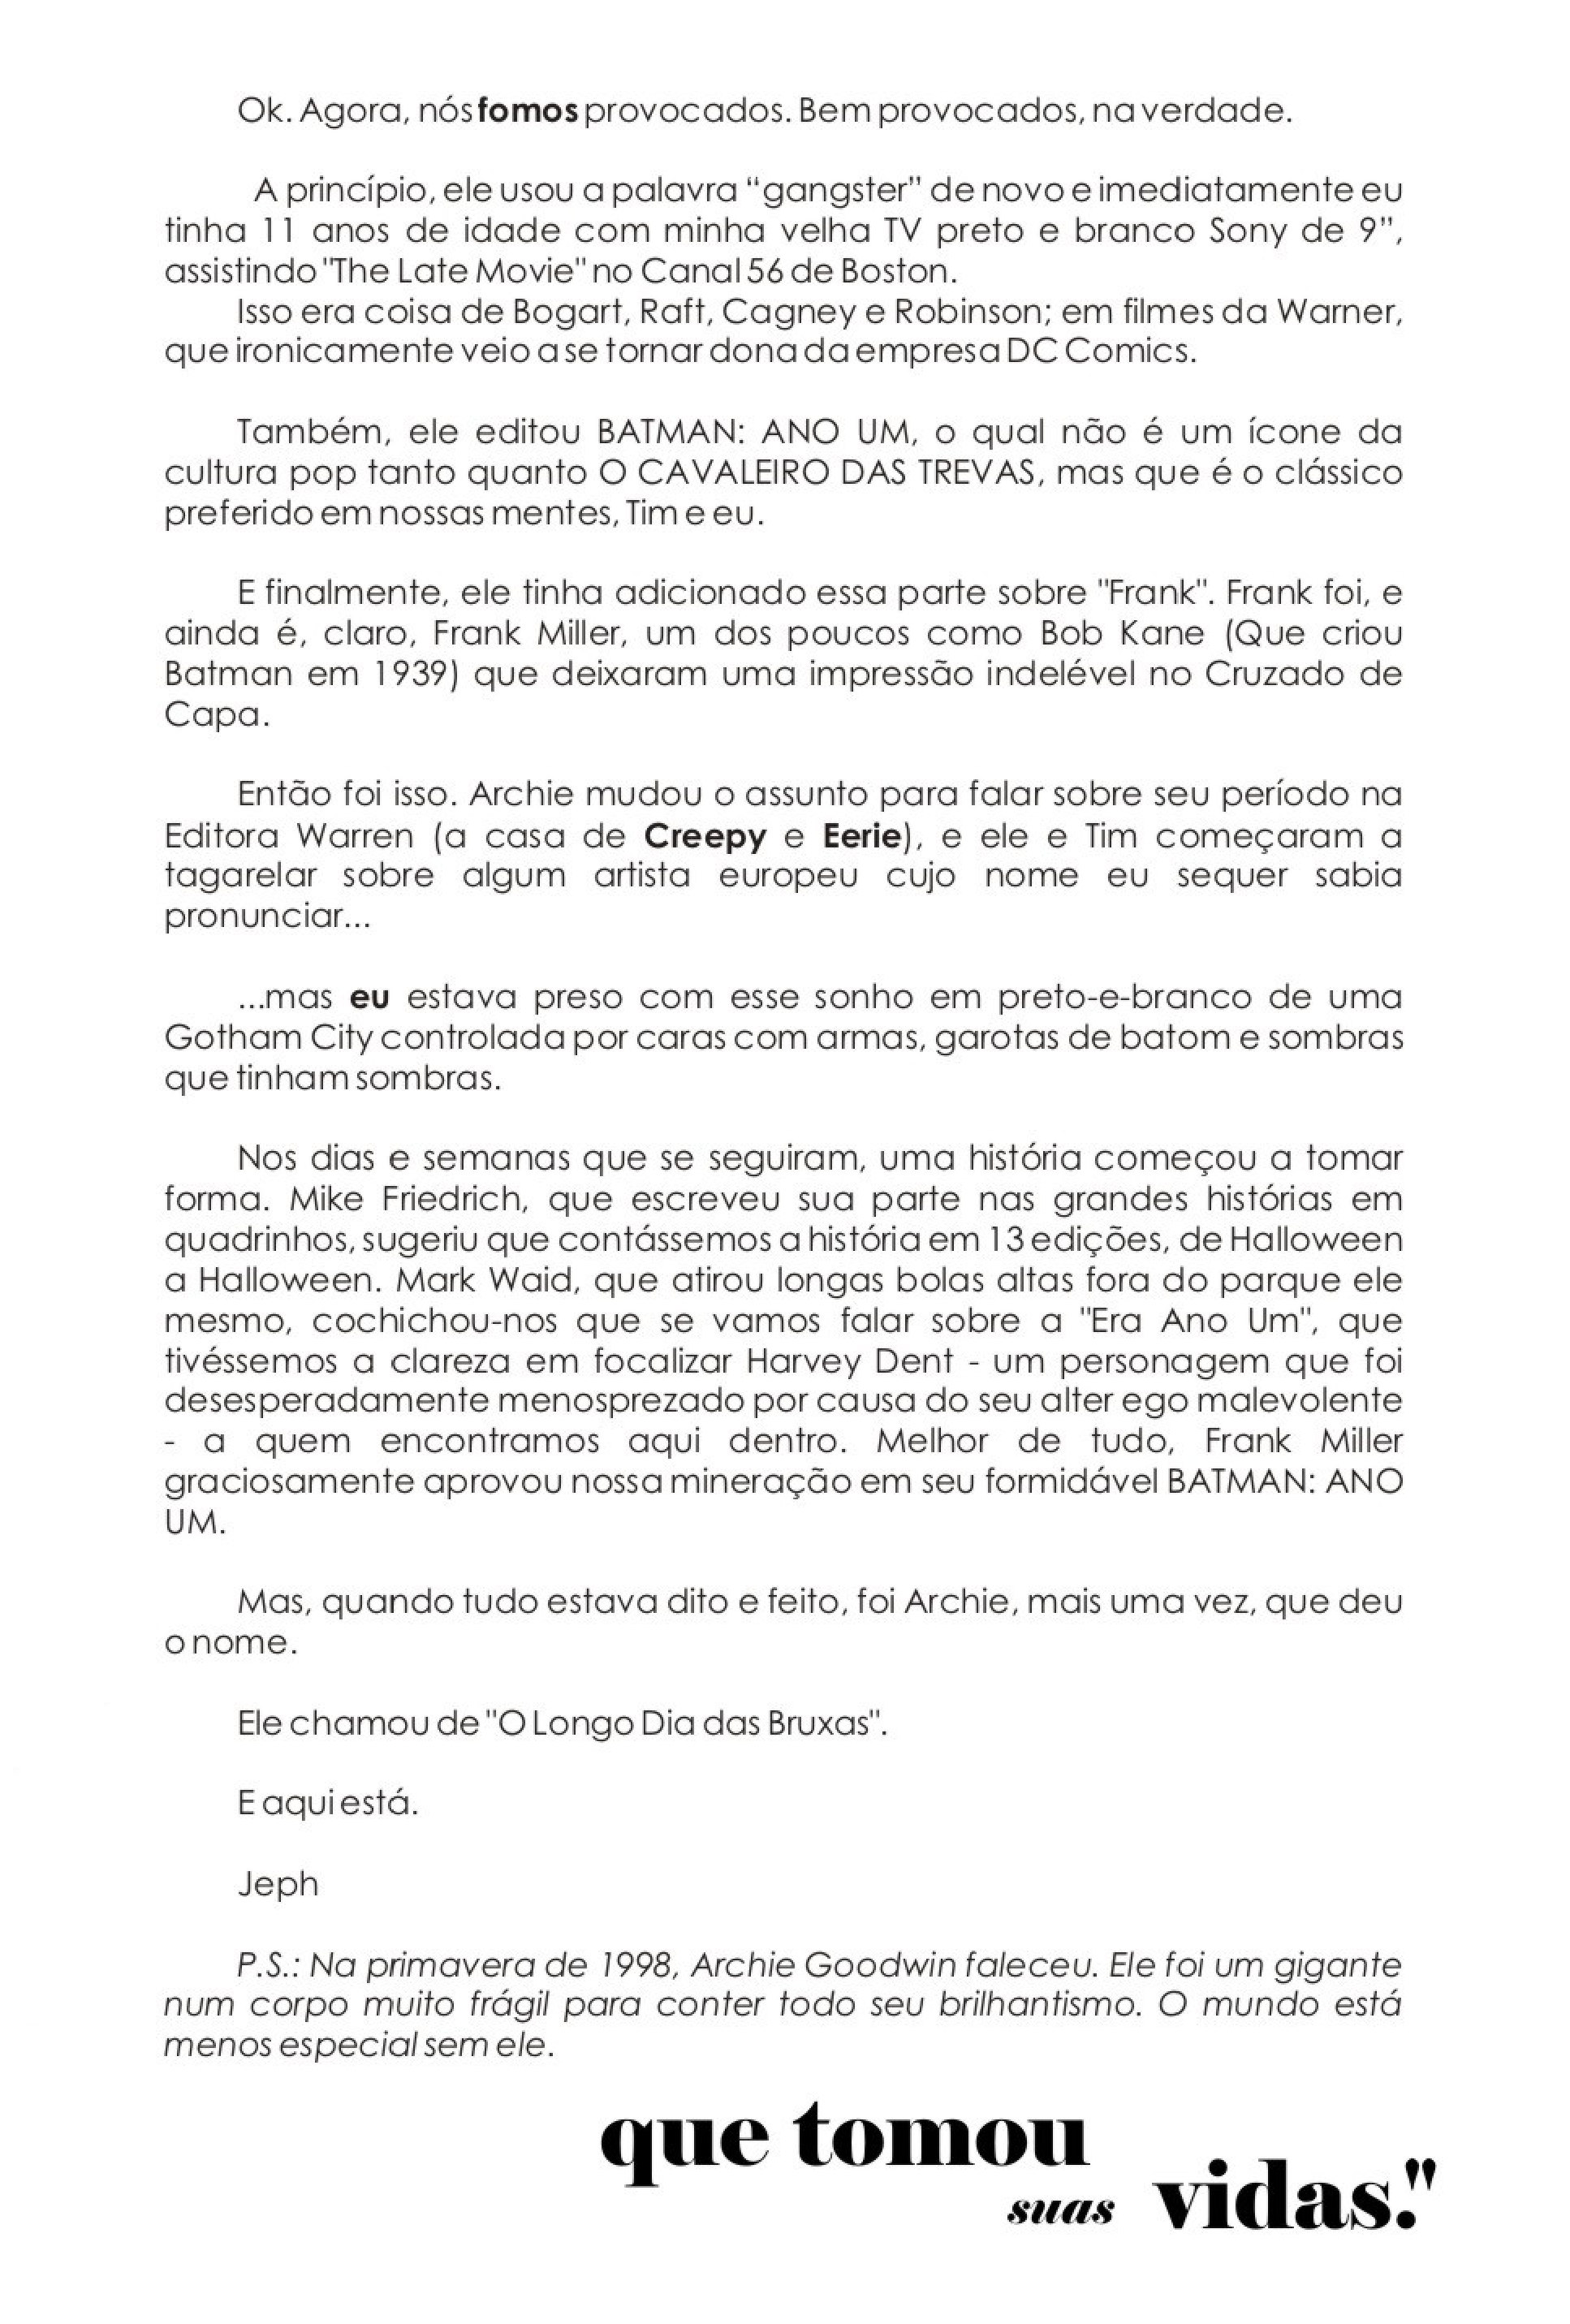 Ok. Agora, nós fomos provocados. Bem provocados, na verdade.
A princípio, ele usou a palavra “gangster” de novo e imediatamente eu
tinha 11 anos de idade com minha velha TV preto e branco Sony de 9”,
assistindo "The Late Movie" no Canal 56 de Boston.
Isso era coisa de Bogart, Raft, Cagney e Robinson; em filmes da Warner,
que ironicamente veio a se tornar dona da empresa DC Comics.
Também, ele editou BATMAN: ANO UM, o qual não é um ícone da
cultura pop tanto quanto O CAVALEIRO DAS TREVAS, mas que é o clássico
preferido em nossas mentes, Tim e eu.
E finalmente, ele tinha adicionado essa parte sobre "Frank". Frank foi, e
ainda é, claro, Frank Miller, um dos poucos como Bob Kane (Que criou
Batman em 1939) que deixaram uma impressão indelével no Cruzado de
Capa.
Então foi isso. Archie mudou o assunto para falar sobre seu período na
Editora Warren (a casa de Creepy e Eerie), e ele e Tim começaram a
tagarelar sobre algum artista europeu cujo nome eu sequer sabia
pronunciar...
...mas eu estava preso com esse sonho em preto-e-branco de uma
Gotham City controlada por caras com armas, garotas de batom e sombras
que tinham sombras.
Nos dias e semanas que se seguiram, uma história começou a tomar
forma. Mike Friedrich, que escreveu sua parte nas grandes histórias em
quadrinhos, sugeriu que contássemos a história em 13 edições, de Halloween
a Halloween. Mark Waid, que atirou longas bolas altas fora do parque ele
mesmo, cochichou-nos que se vamos falar sobre a "Era Ano Um", que
tivéssemos a clareza em focalizar Harvey Dent - um personagem que foi
desesperadamente menosprezado por causa do seu alter ego malevolente
- a quem encontramos aqui dentro. Melhor de tudo, Frank Miller
graciosamente aprovou nossa mineração em seu formidável BATMAN: ANO
UM.
Mas, quando tudo estava dito e feito, foi Archie, mais uma vez, que deu
o nome.
Ele chamou de "O Longo Dia das Bruxas".
E aqui está.
Jeph
P.S.: Na primavera de 1998, Archie Goodwin faleceu. Ele foi um gigante
num corpo muito frágil para conter todo seu brilhantismo. O mundo está
menos especial sem ele.
que tomou
suas vidas."